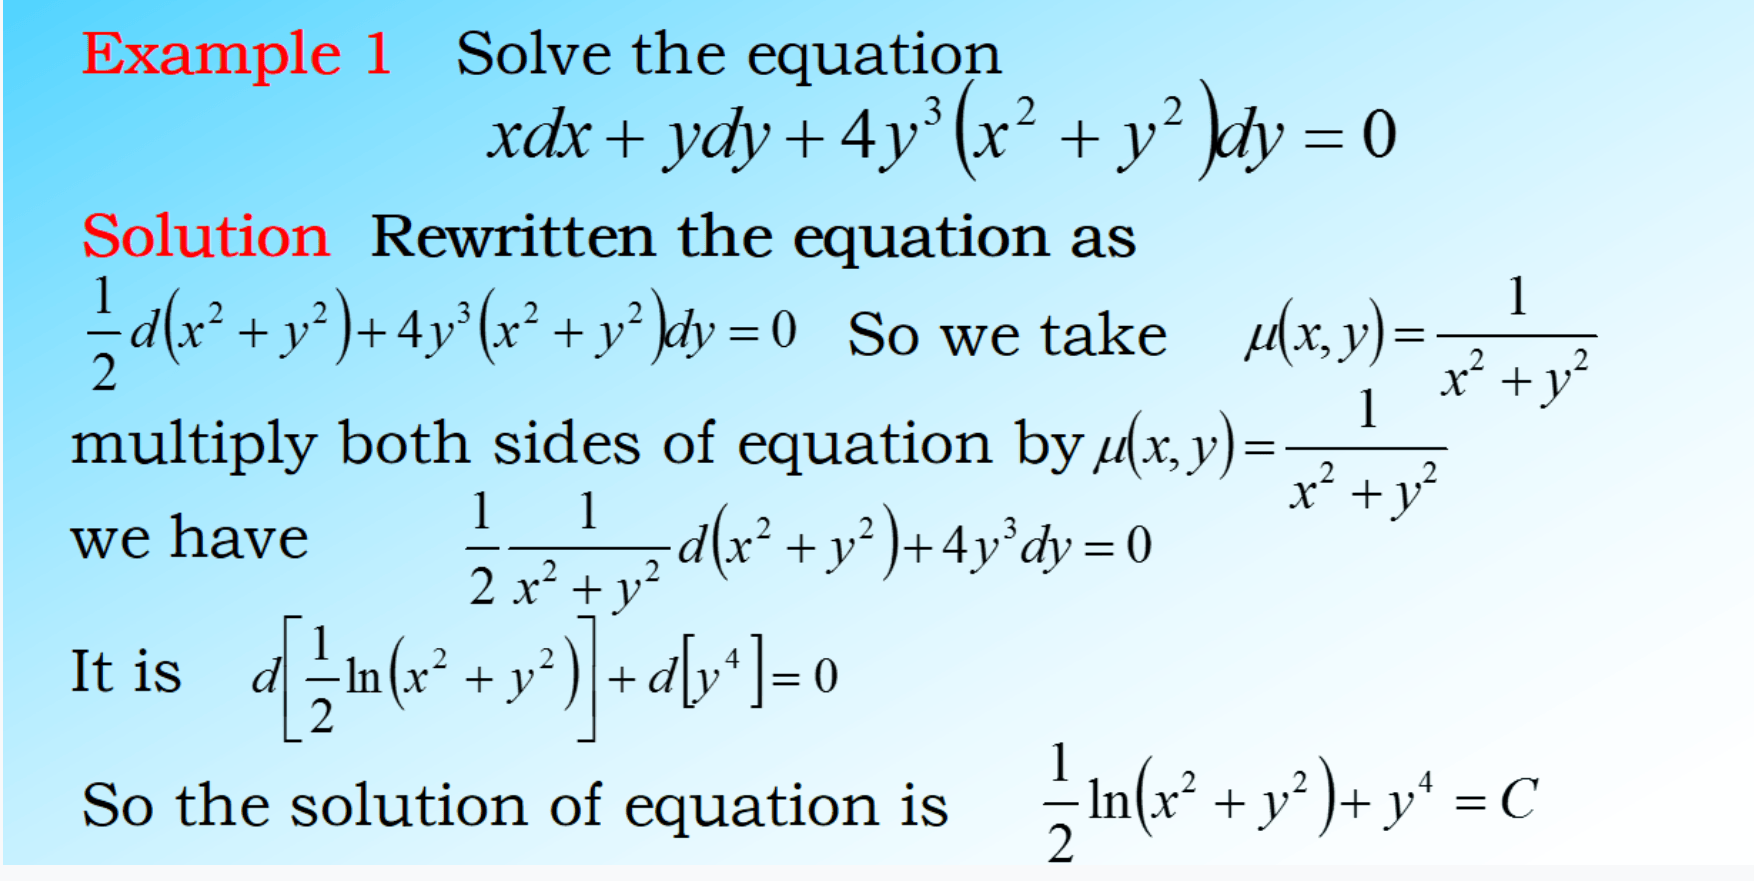 Example 1 Solve the equation
xdx + ydy + 4y³(x² + y²)dy = 0
Solution Rewritten the equation as
1/2 d(x² + y²) + 4y³(x² + y²)dy = 0 So we take μ(x, y) = 1/(x² + y²)
multiply both sides of equation by μ(x, y) = 1/(x² + y²)
we have 1/2 1/(x² + y²) d(x² + y²) + 4y³dy = 0
It is d[1/2 ln(x² + y²)] + d[y⁴] = 0
So the solution of equation is 1/2 ln(x² + y²) + y⁴ = C